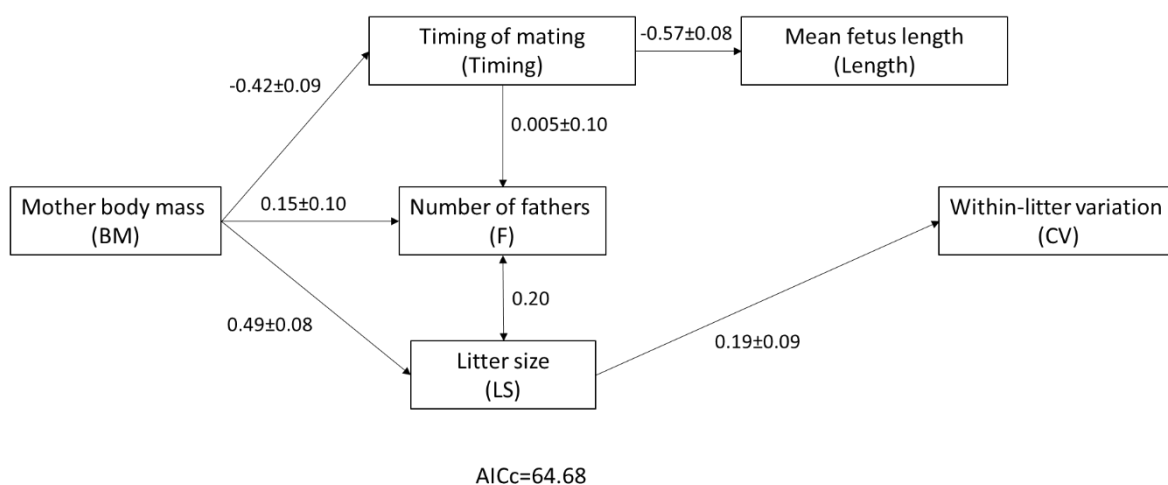 Timing of mating
(Timing)
-0.57±0.08
Mean fetus length
(Length)
-0.42±0.09
0.005±0.10
Mother body mass
(BM)
0.15±0.10
Number of fathers
(F)
Within-litter variation
(CV)
0.20
0.49±0.08
0.19±0.09
Litter size
(LS)
AICc=64.68